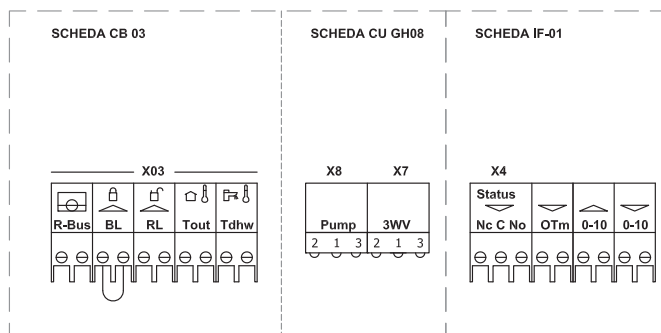 SCHEDA CB 03
SCHEDA CU GH08
SCHEDA IF-01
X03
X8
X7
X4
Status
R-Bus BL RL Tout Tdhw
Pump 3WV
Nc C No OTm 0-10 0-10
2 1 3 2 1 3